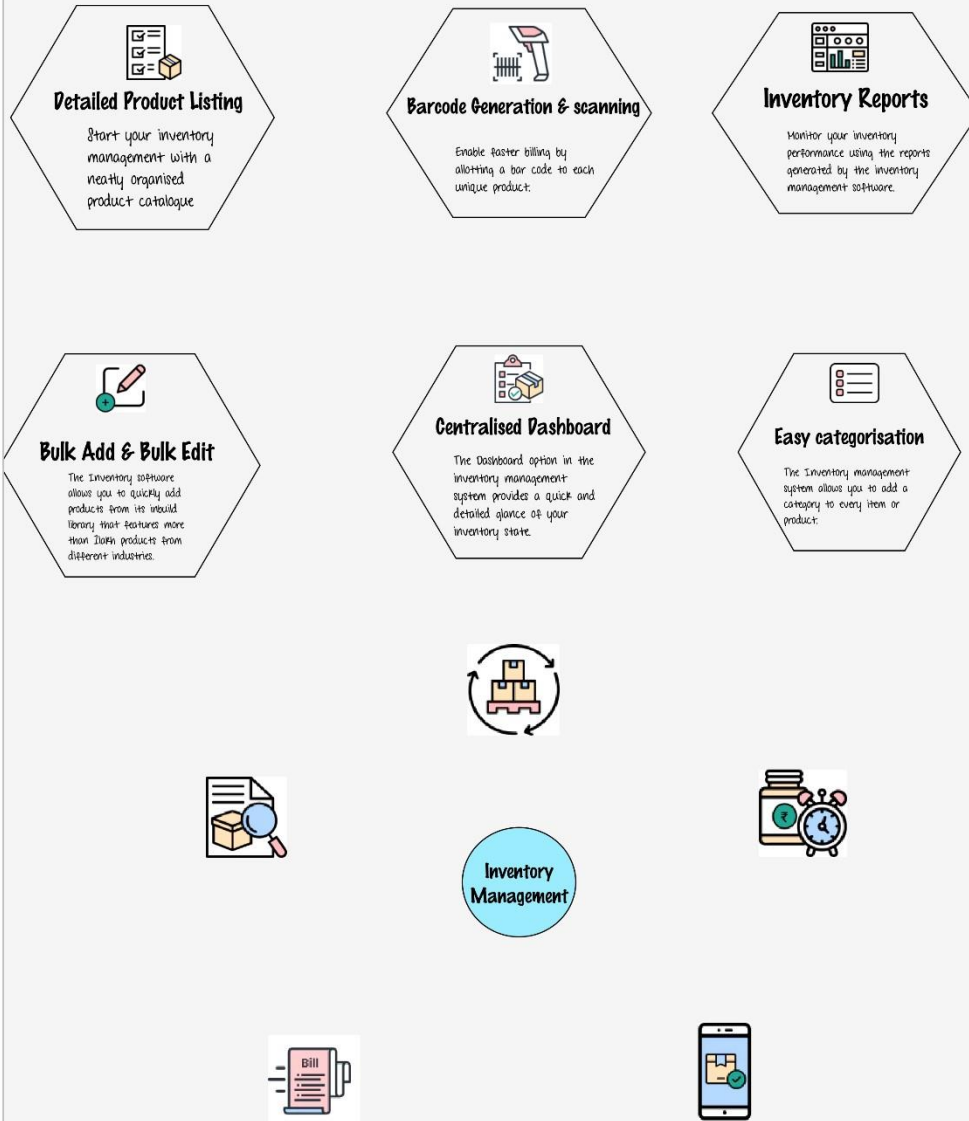 Detailed Product Listing
Start your inventory
management with a
neatly organised
product catalogue
Barcode Generation & scanning
Enable faster billing by
allotting a bar code to each
unique product.
Inventory Reports
Monitor your inventory
performance using the reports
generated by the inventory
management software.
Bulk Add & Bulk Edit
The Inventory software
allows you to quickly add
products from its inbuild
library that features more
than products from
different industries.
Centralised Dashboard
The Dashboard option in the
inventory management
system provides a quick and
detailed glance of your
inventory state.
Easy categorisation
The Inventory management
system allows you to add a
category to every item or
product.
₹
Inventory
Management
Bill